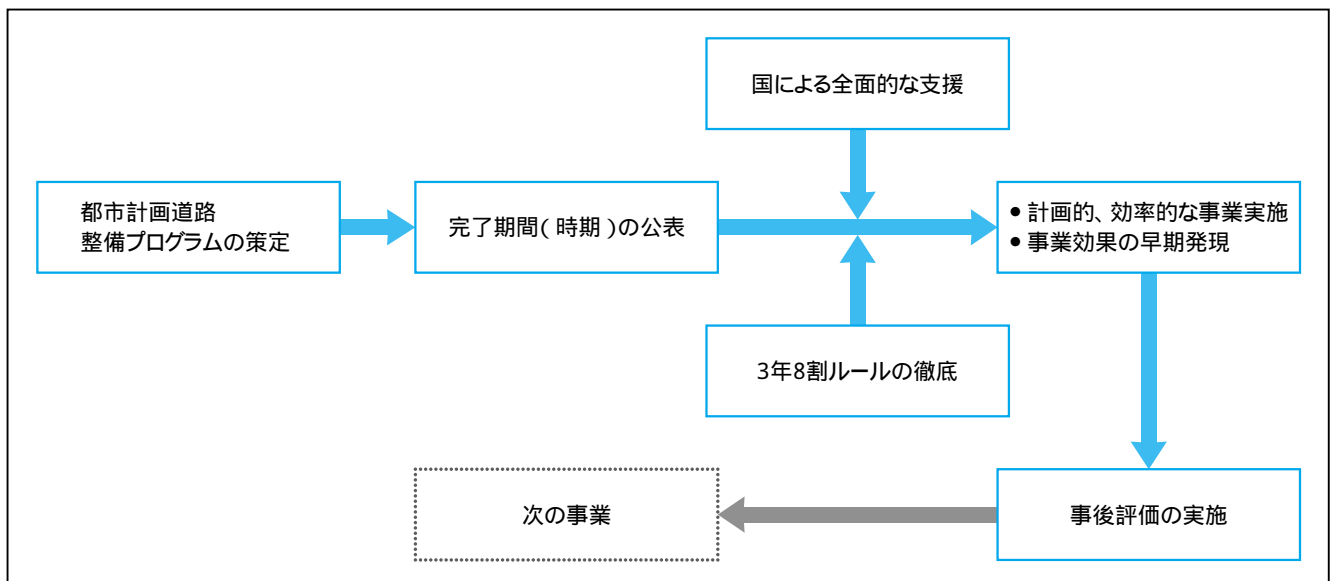 国による全面的な支援
都市計画道路
整備プログラムの策定
完了期間(時期)の公表
● 計画的、効率的な事業実施
● 事業効果の早期発現
3年8割ルールの徹底
次の事業
事後評価の実施